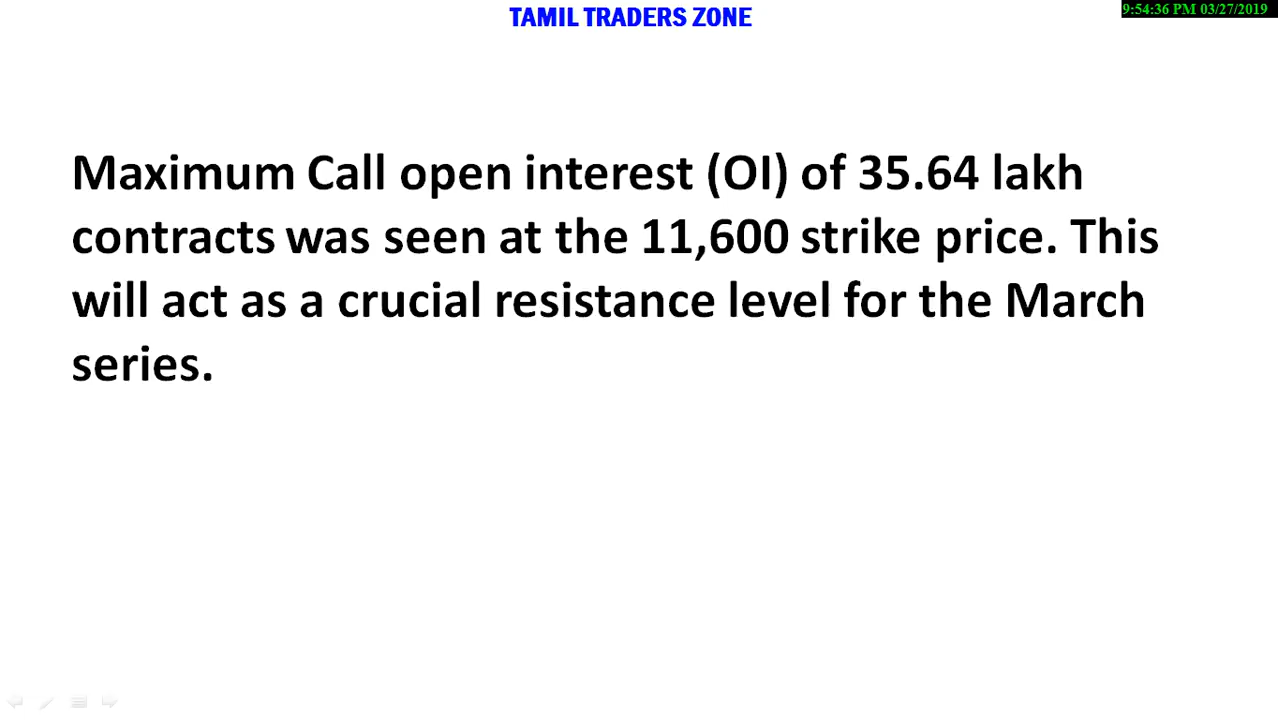 TAMIL TRADERS ZONE
9:54:36 PM 03/27/2019
Maximum Call open interest (OI) of 35.64 lakh
contracts was seen at the 11,600 strike price. This
will act as a crucial resistance level for the March
series.